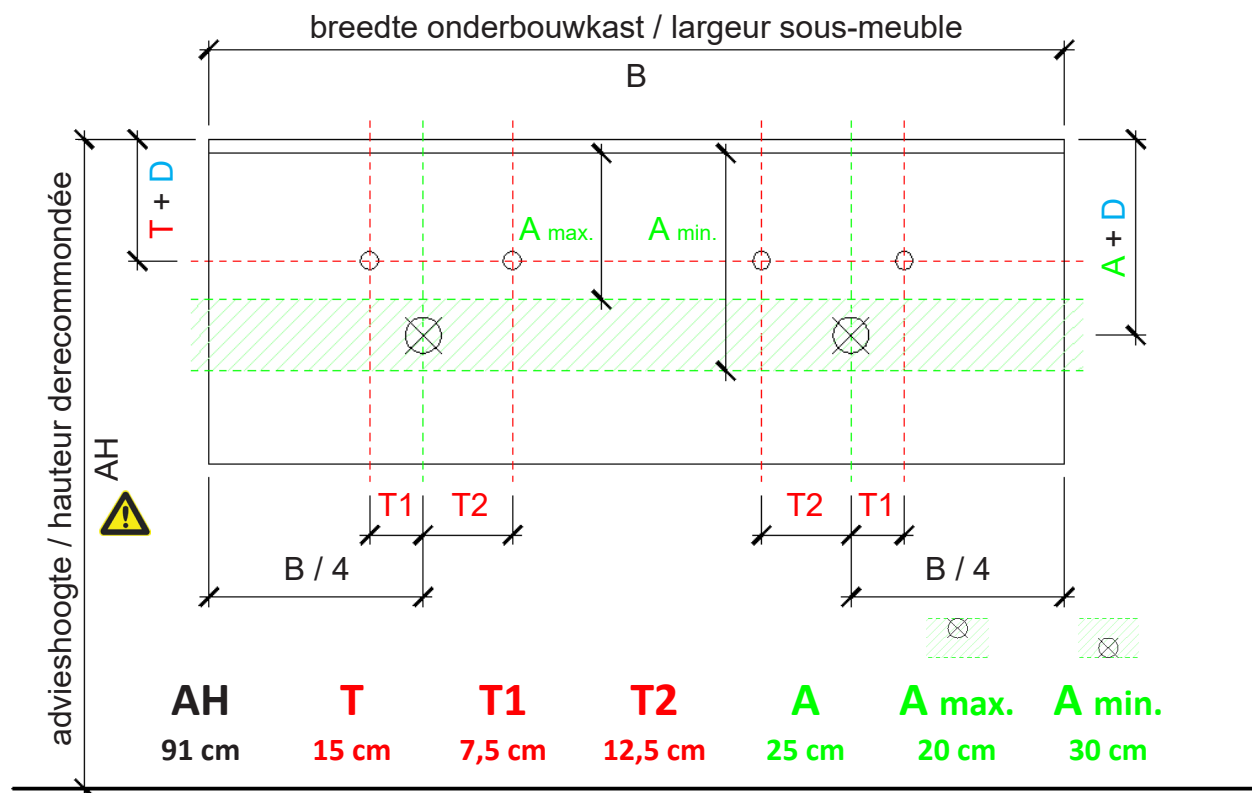 breedte onderbouwkast / largeur sous-meuble
B
T + D
A max.
A min.
A + D
advieshoogte / hauteur derecommondée
AH
T1
T2
T2
T1
B / 4
B / 4
AH T T1 T2 A A max. A min.
91 cm 15 cm 7,5 cm 12,5 cm 25 cm 20 cm 30 cm